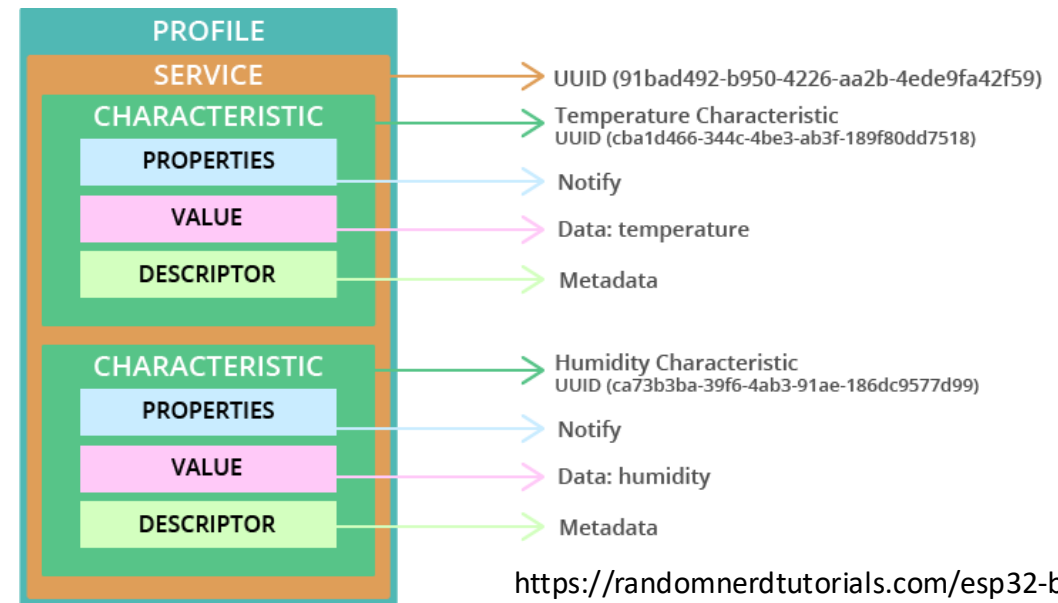 PROFILE
SERVICE
UUID (91bad492-b950-4226-aa2b-4ede9fa42f59)
CHARACTERISTIC
Temperature Characteristic
UUID (cba1d466-344c-4be3-ab3f-189f80dd7518)
PROPERTIES
Notify
VALUE
Data: temperature
DESCRIPTOR
Metadata
CHARACTERISTIC
Humidity Characteristic
UUID (ca73b3ba-39f6-4ab3-91ae-186dc9577d99)
PROPERTIES
Notify
VALUE
Data: humidity
DESCRIPTOR
Metadata
https://randomnerdtutorials.com/esp32-b